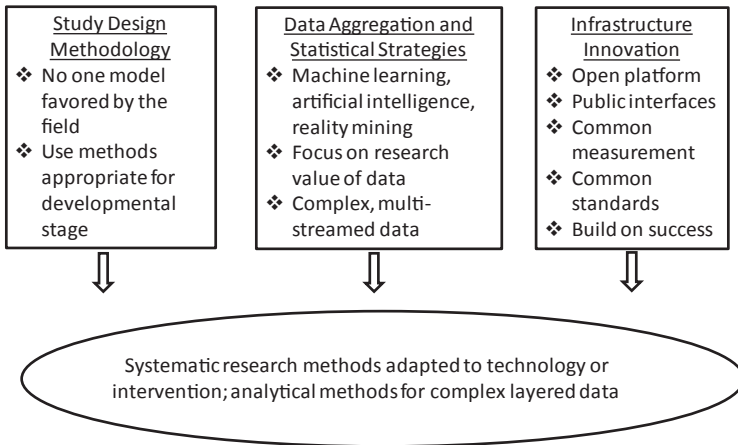 Study Design
Methodology
❖ No one model
favored by the
field
❖ Use methods
appropriate for
developmental
stage
Data Aggregation and
Statistical Strategies
❖ Machine learning,
artificial intelligence,
reality mining
❖ Focus on research
value of data
❖ Complex, multi-
streamed data
Infrastructure
Innovation
❖ Open platform
❖ Public interfaces
❖ Common
measurement
❖ Common
standards
❖ Build on success
Systematic research methods adapted to technology or
intervention; analytical methods for complex layered data